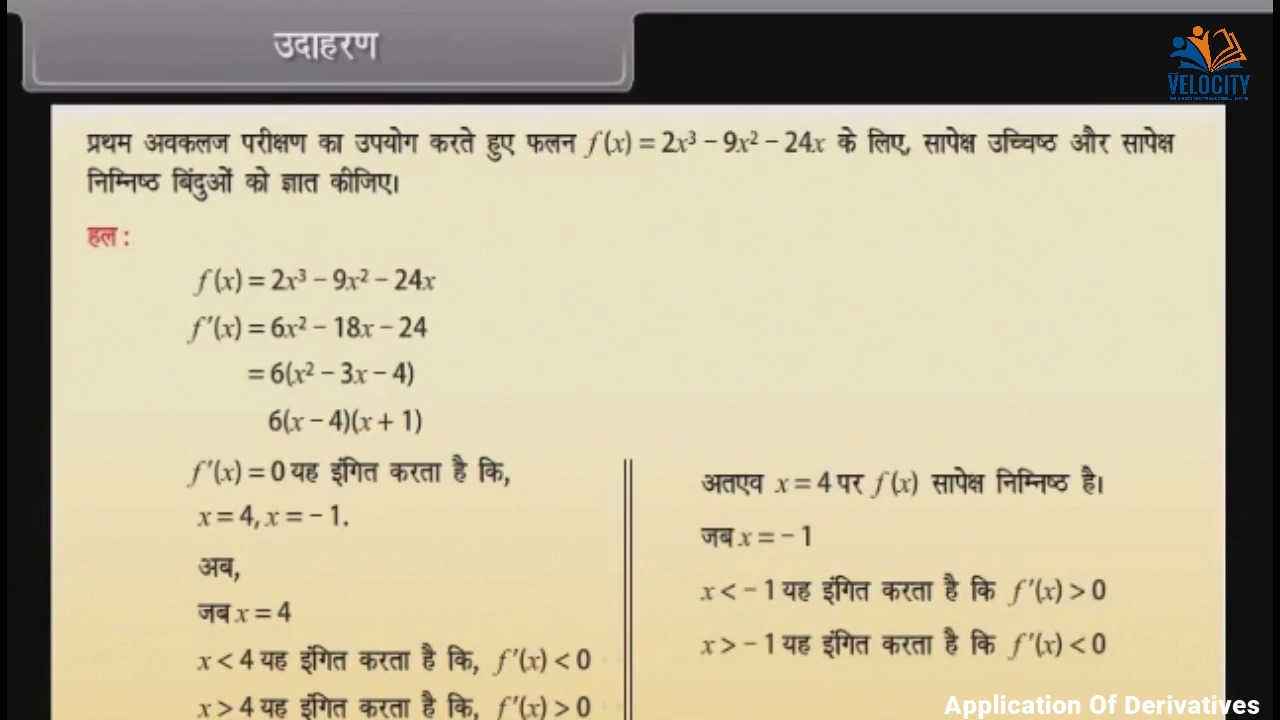 उदाहरण
VELOCITY
प्रथम अवकलज परीक्षण का उपयोग करते हुए फलन f(x) = 2x³ − 9x² − 24x के लिए, सापेक्ष उच्चिष्ठ और सापेक्ष
निम्निष्ठ बिंदुओं को ज्ञात कीजिए।
हल :
f(x) = 2x³ − 9x² − 24x
f′(x) = 6x² − 18x − 24
= 6(x² − 3x − 4)
6(x − 4)(x + 1)
f′(x) = 0 यह इंगित करता है कि,
x = 4, x = − 1.
अब,
जब x = 4
x < 4 यह इंगित करता है कि, f′(x) < 0
x > 4 यह इंगित करता है कि, f′(x) > 0
अतएव x = 4 पर f(x) सापेक्ष निम्निष्ठ है।
जब x = − 1
x < − 1 यह इंगित करता है कि f′(x) > 0
x > − 1 यह इंगित करता है कि f′(x) < 0
Application Of Derivatives